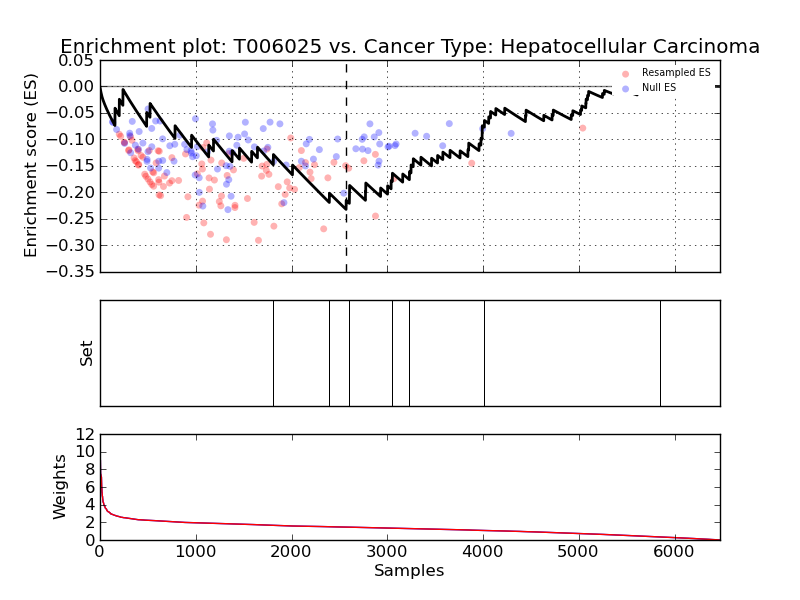 Enrichment plot: T006025 vs. Cancer Type: Hepatocellular Carcinoma
Enrichment score (ES)
0.05
0.00
−0.05
−0.10
−0.15
−0.20
−0.25
−0.30
−0.35
Resampled ES
Null ES
Set
Weights
12
10
8
6
4
2
0
0 1000 2000 3000 4000 5000 6000
Samples